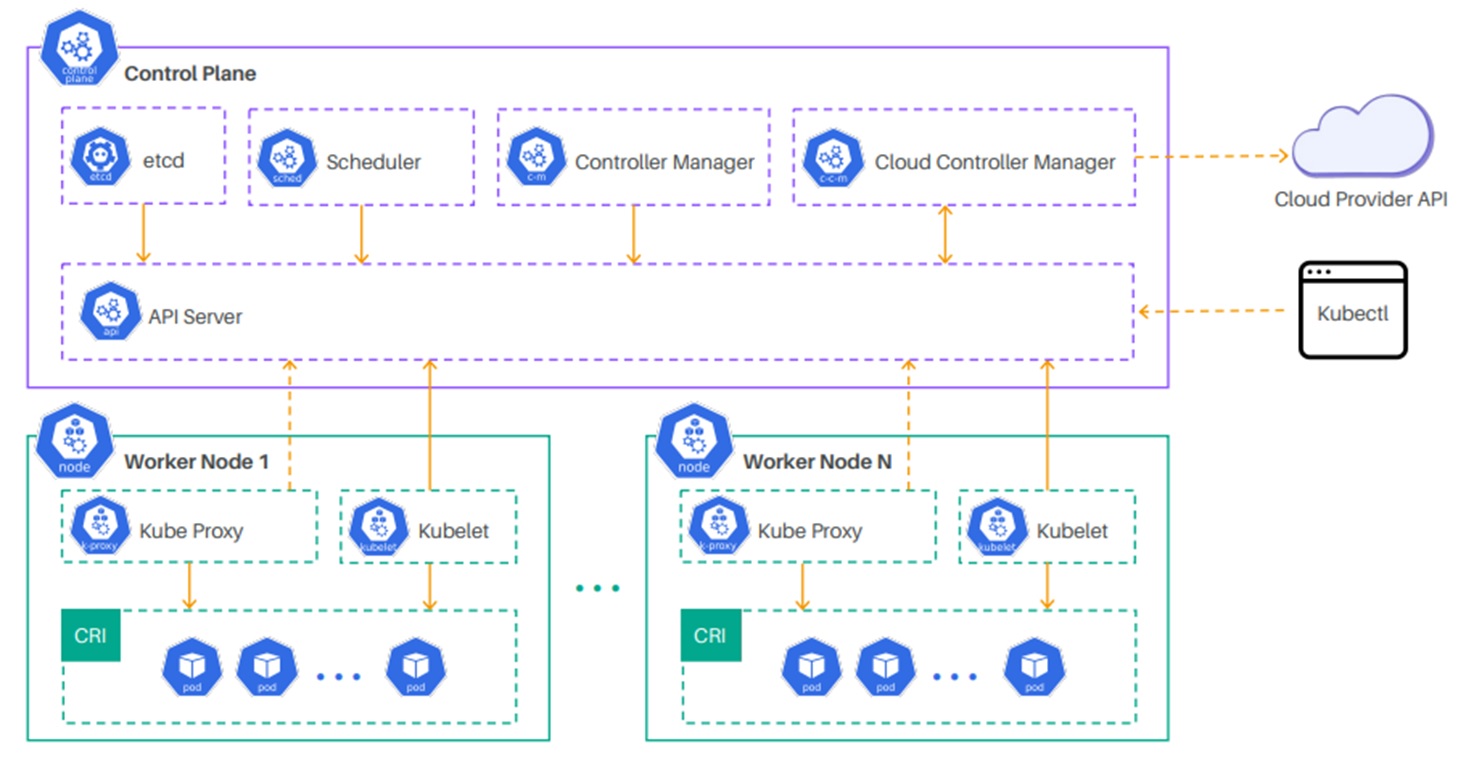 control
plane
Control Plane
etcd
etcd
sched
Scheduler
c-m
Controller Manager
c-c-m
Cloud Controller Manager
Cloud Provider API
api
API Server
Kubectl
node
Worker Node 1
node
Worker Node N
k-proxy
Kube Proxy
kubelet
Kubelet
k-proxy
Kube Proxy
kubelet
Kubelet
CRI
pod
pod
pod
CRI
pod
pod
pod